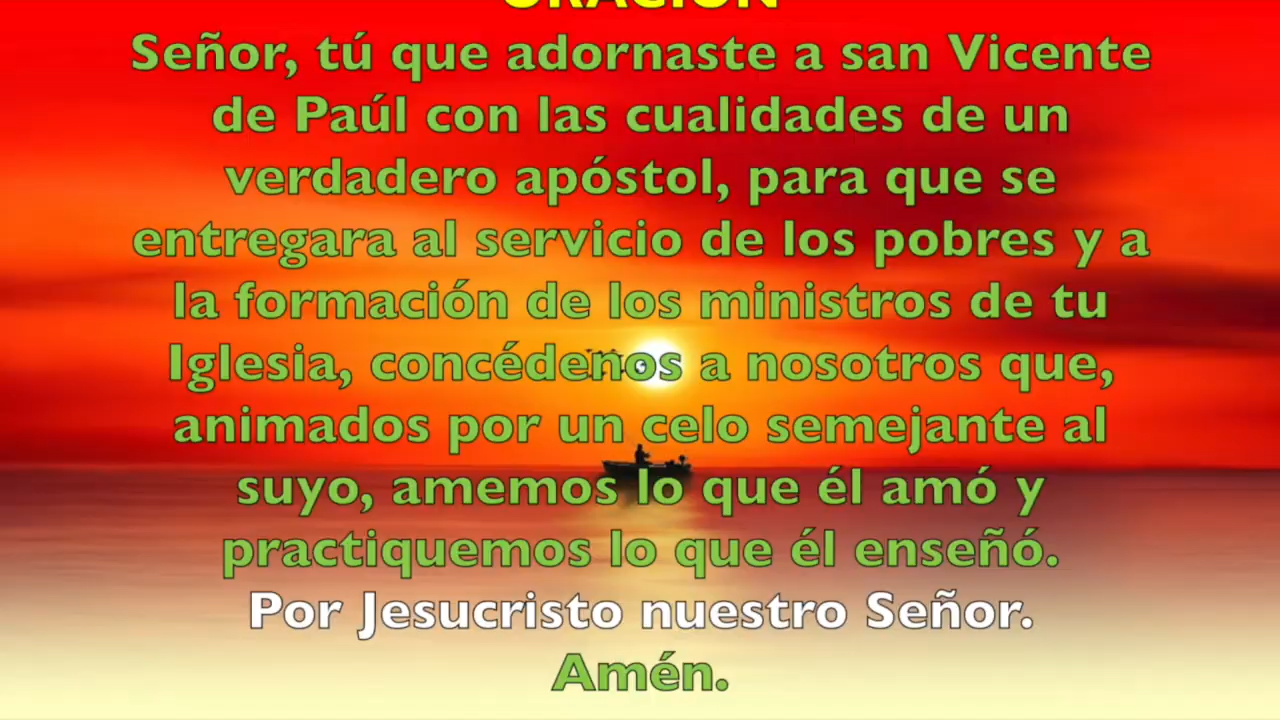 ORACIÓN
Señor, tú que adornaste a san Vicente
de Paúl con las cualidades de un
verdadero apóstol, para que se
entregara al servicio de los pobres y a
la formación de los ministros de tu
Iglesia, concédenos a nosotros que,
animados por un celo semejante al
suyo, amemos lo que él amó y
practiquemos lo que él enseñó.
Por Jesucristo nuestro Señor.
Amén.